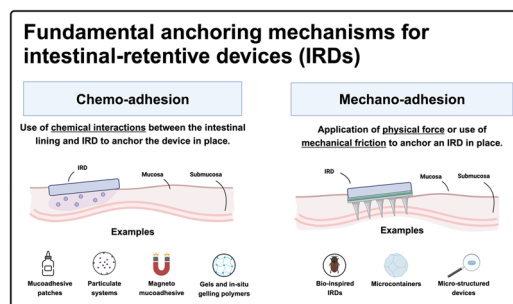 Fundamental anchoring mechanisms for
intestinal-retentive devices (IRDs)
Chemo-adhesion
Use of chemical interactions between the intestinal
lining and IRD to anchor the device in place.
IRD
Mucosa
Submucosa
Examples
Mucoadhesive
patches
Particulate
systems
Magneto
mucoadhesive
Gels and in-situ
gelling polymers
Mechano-adhesion
Application of physical force or use of
mechanical friction to anchor an IRD in place.
IRD
Mucosa
Submucosa
Examples
Bio-inspired
IRDs
Microcontainers
Micro-structured
devices